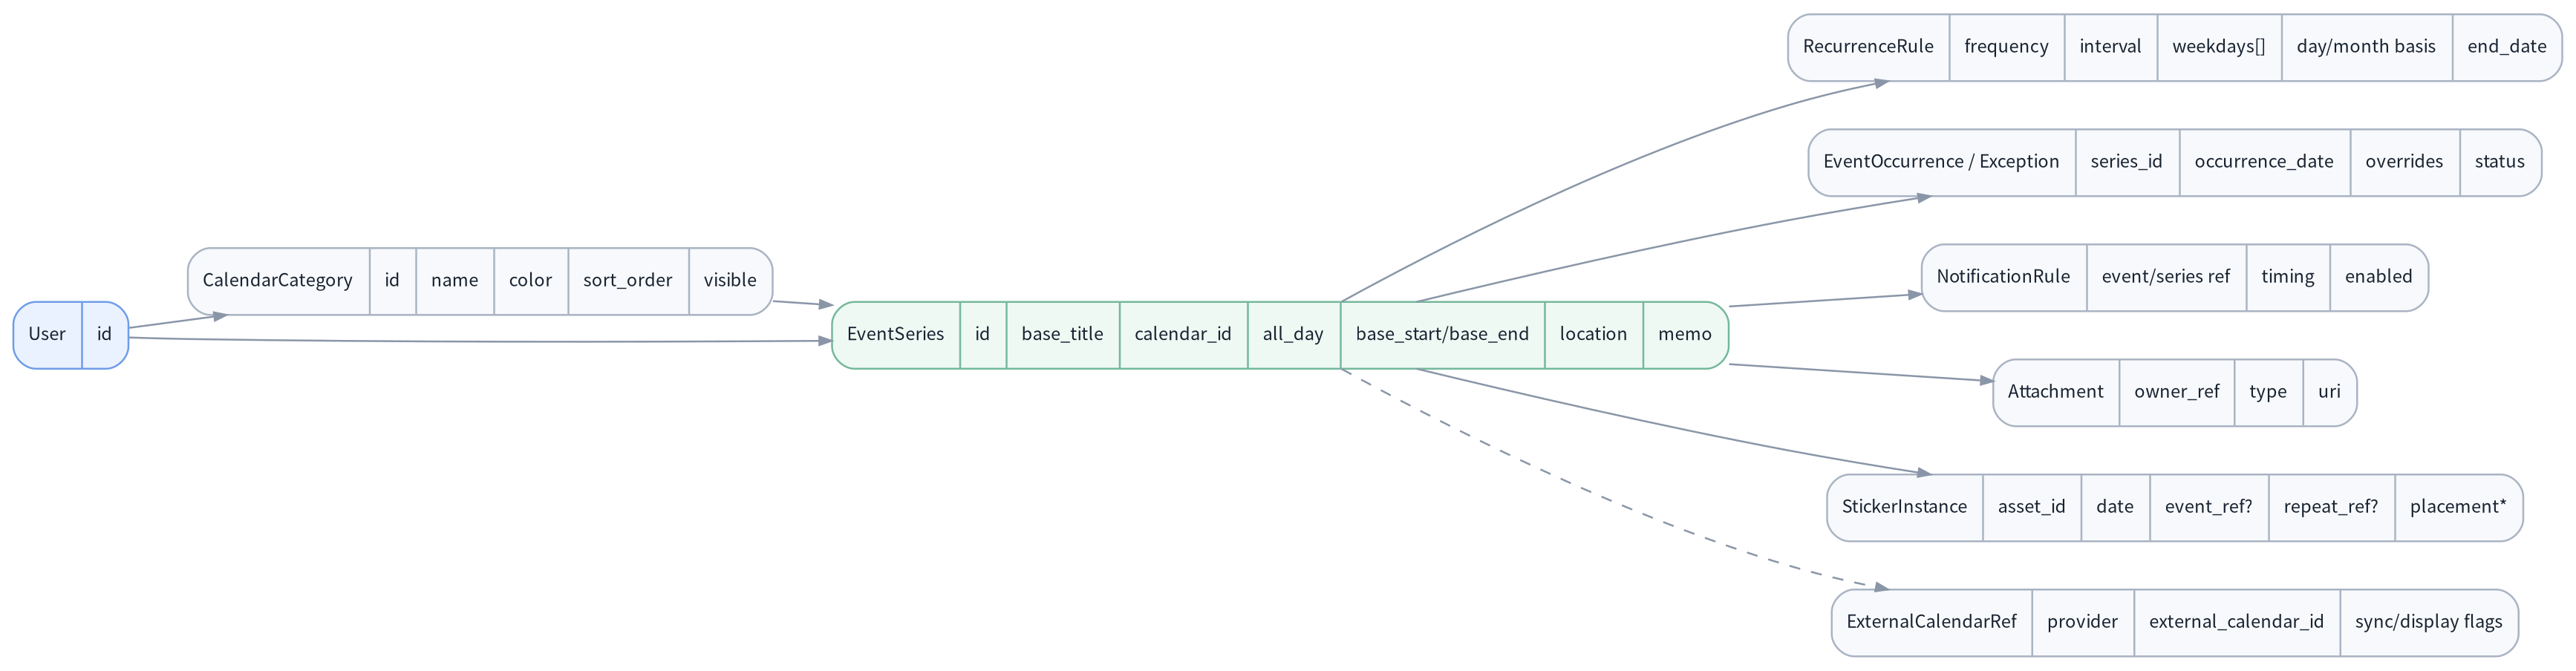 RecurrenceRule frequency interval weekdays[] day/month basis end_date
EventOccurrence / Exception series_id occurrence_date overrides status
CalendarCategory id name color sort_order visible
NotificationRule event/series ref timing enabled
User id
EventSeries id base_title calendar_id all_day base_start/base_end location memo
Attachment owner_ref type uri
StickerInstance asset_id date event_ref? repeat_ref? placement*
ExternalCalendarRef provider external_calendar_id sync/display flags